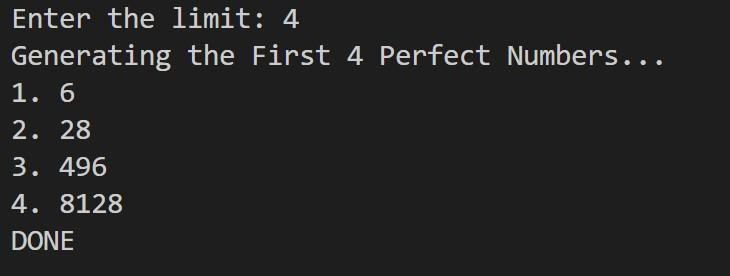 Enter the limit: 4
Generating the First 4 Perfect Numbers...
1. 6
2. 28
3. 496
4. 8128
DONE